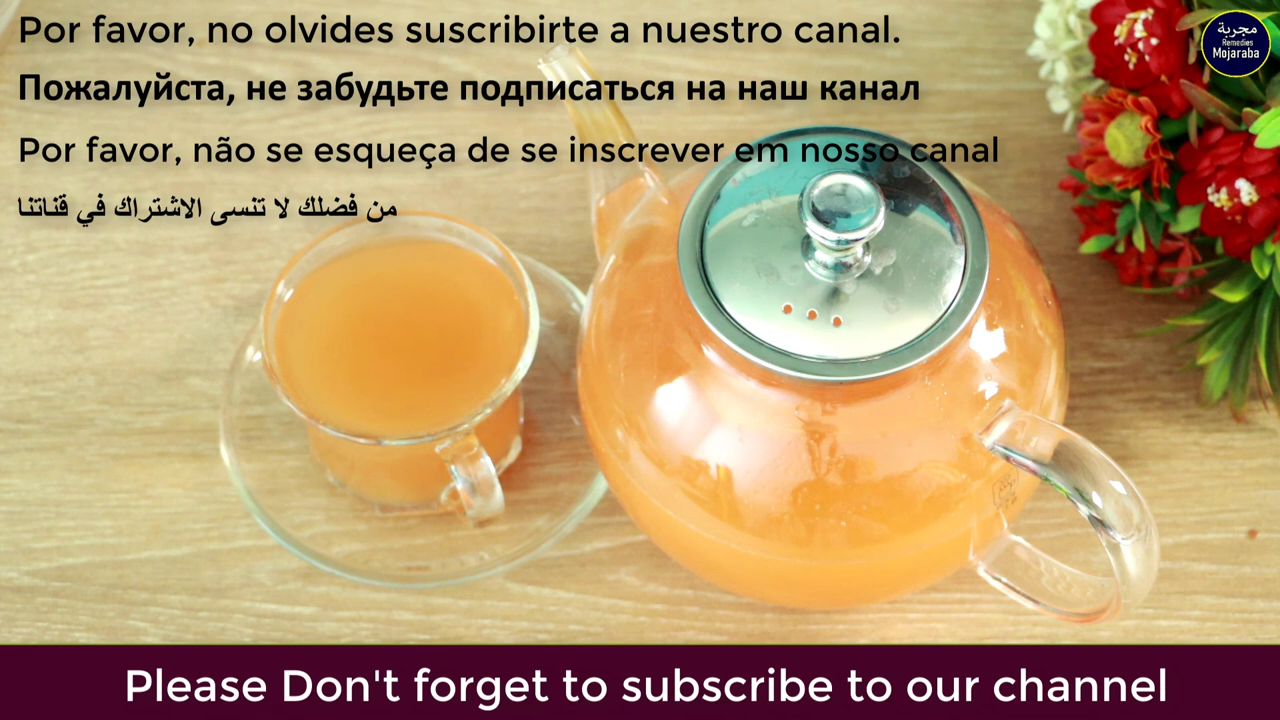 Por favor, no olvides suscribirte a nuestro canal.
Пожалуйста, не забудьте подписаться на наш канал
Por favor, não se esqueça de se inscrever em nosso canal
من فضلك لا تنسى الاشتراك في قناتنا
مجربة
Remedies
Mojaraba
Please Don't forget to subscribe to our channel